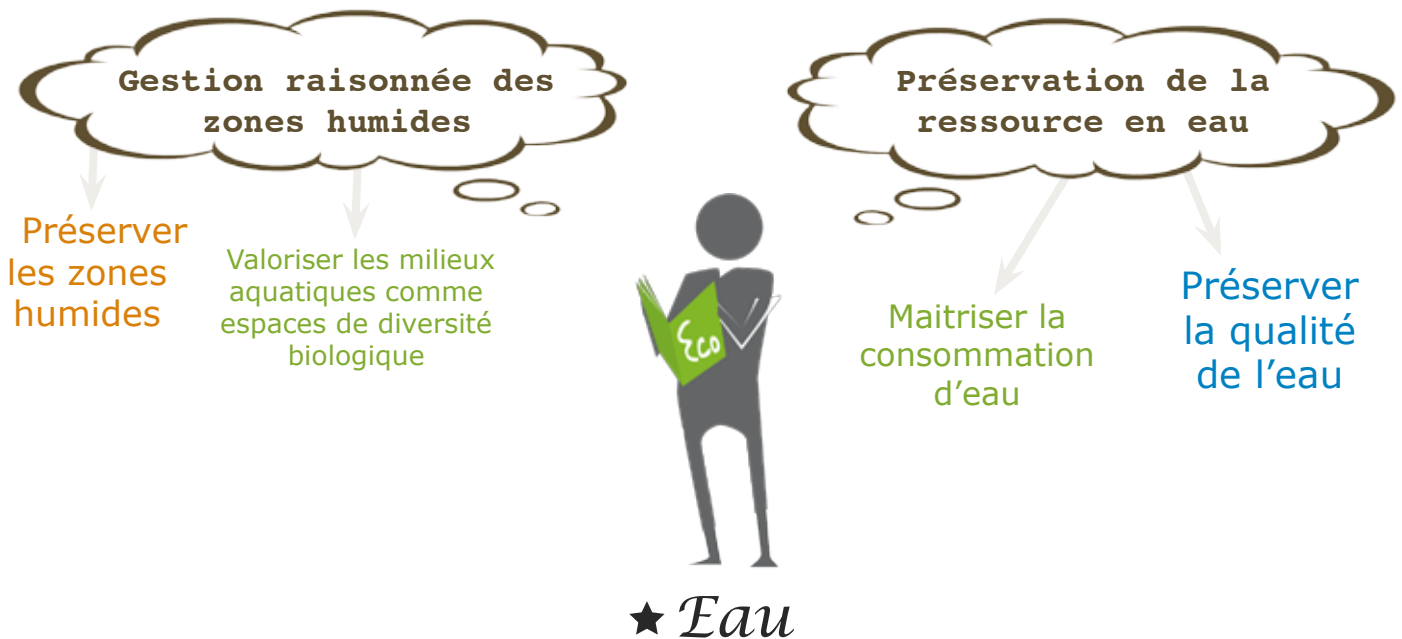 Gestion raisonnée des
zones humides
Préservation de la
ressource en eau
Préserver
les zones
humides
Valoriser les milieux
aquatiques comme
espaces de diversité
biologique
Eco
Maitriser la
consommation
d’eau
Préserver
la qualité
de l’eau
★ Eau